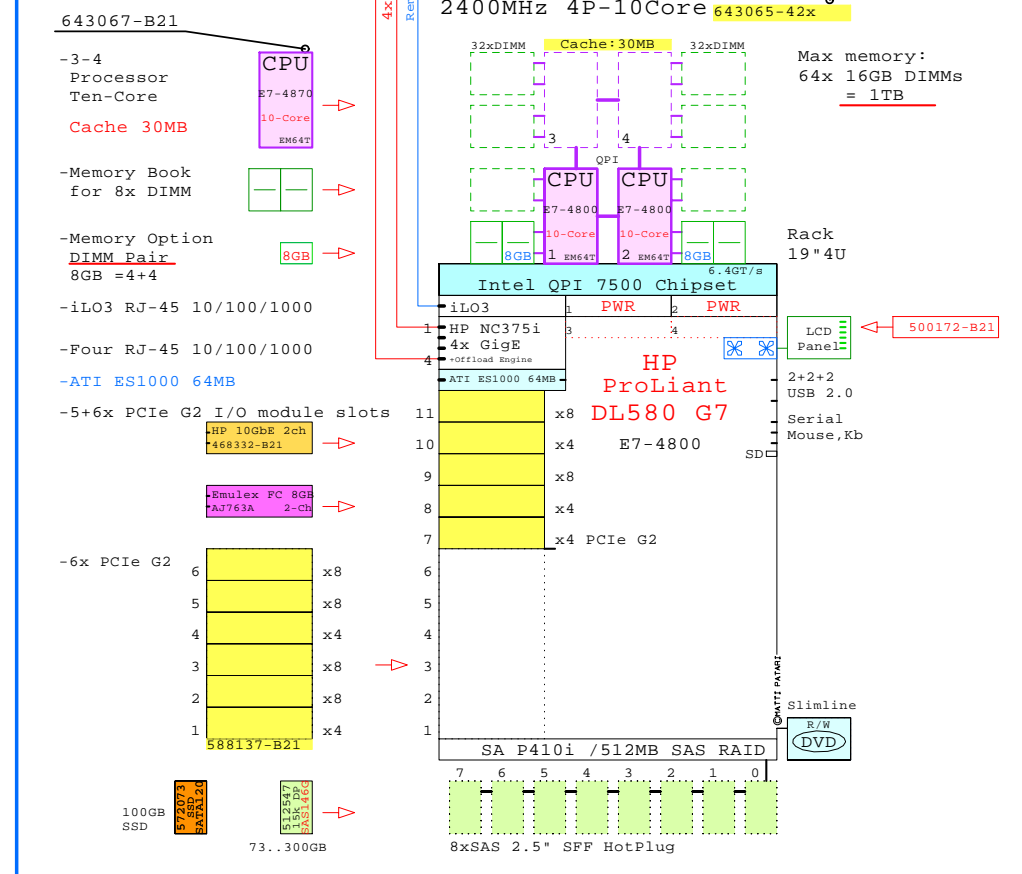 643067-B21
2400MHz 4P-10Core 643065-42x
4x
-3-4
Processor
Ten-Core
Cache 30MB
CPU
E7-4870
10-Core
EM64T
32xDIMM
Cache:30MB
32xDIMM
Max memory:
64x 16GB DIMMs
= 1TB
3
4
QPI
-Memory Book
for 8x DIMM
CPU
E7-4800
10-Core
1 EM64T
CPU
E7-4800
10-Core
2 EM64T
8GB
8GB
-Memory Option
DIMM Pair
8GB =4+4
8GB
Rack
19"4U
6.4GT/s
Intel QPI 7500 Chipset
-iLO3 RJ-45 10/100/1000
iLO3
1 PWR
2 PWR
3
4
1 HP NC375i
4x GigE
4 +Offload Engine
LCD
Panel
500172-B21
-Four RJ-45 10/100/1000
-ATI ES1000 64MB
ATI ES1000 64MB
HP
ProLiant
DL580 G7
E7-4800
2+2+2
USB 2.0
Serial
Mouse,Kb
SD
-5+6x PCIe G2 I/O module slots
HP 10GbE 2ch
468332-B21
Emulex FC 8GB
AJ763A 2-Ch
11 x8
10 x4
9 x8
8 x4
7 x4 PCIe G2
-6x PCIe G2
6 x8
5 x8
4 x4
3 x8
2 x8
1 x4
588137-B21
6
5
4
3
2
1
©MATTI PATARI
Slimline
R/W
DVD
SA P410i /512MB SAS RAID
7 6 5 4 3 2 1 0
100GB
SSD
572073
SSD
SATA120
512547
15k DP
SAS146G
73..300GB
8xSAS 2.5" SFF HotPlug